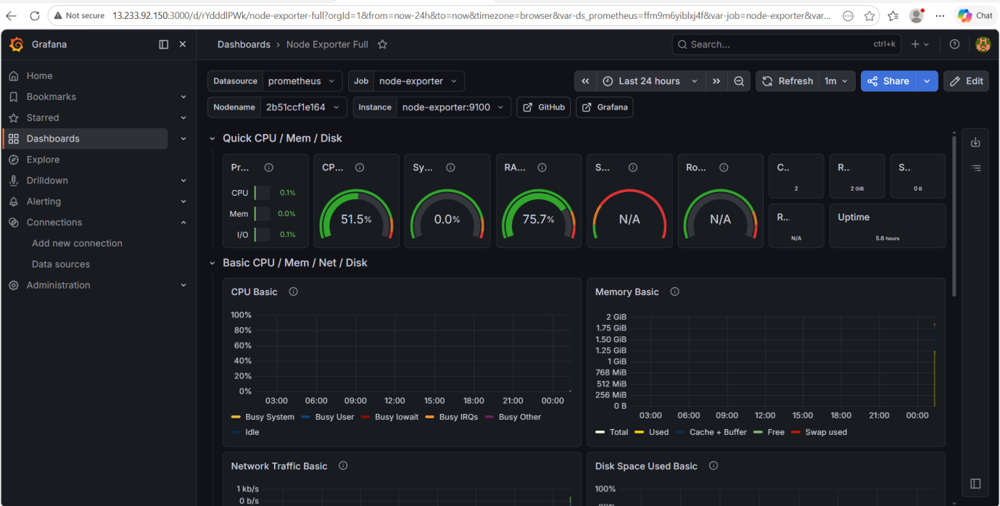 Not secure 13.233.92.150:3000/d/rYdddlPWk/node-exporter-full?orgId=1&from=now-24h&to=now&timezone=browser&var-ds_prometheus=ffm9m6yiblxj4f&var-job=node-exporter&var... Chat
Grafana
Dashboards › Node Exporter Full
Search... ctrl+k
Home
Bookmarks
Starred
Dashboards
Explore
Drilldown
Alerting
Connections
Add new connection
Data sources
Administration
Datasource prometheus Job node-exporter
Last 24 hours Refresh 1m Share Edit
Nodename 2b51ccf1e164 Instance node-exporter:9100 GitHub Grafana
Quick CPU / Mem / Disk
Pr...
CPU 0.1%
Mem 0.0%
I/O 0.1%
CP...
51.5%
Sy...
0.0%
RA...
75.7%
S...
N/A
Ro...
N/A
C..
2
R..
2 GiB
S..
0 B
R..
N/A
Uptime
5.6 hours
Basic CPU / Mem / Net / Disk
CPU Basic
100%
80%
60%
40%
20%
0%
03:00 06:00 09:00 12:00 15:00 18:00 21:00 00:00
Busy System Busy User Busy Iowait Busy IRQs Busy Other
Idle
Memory Basic
2 GiB
1.75 GiB
1.50 GiB
1.25 GiB
1 GiB
768 MiB
512 MiB
256 MiB
0 B
03:00 06:00 09:00 12:00 15:00 18:00 21:00 00:00
Total Used Cache + Buffer Free Swap used
Network Traffic Basic
1 kb/s
0 b/s
Disk Space Used Basic
100%
80%